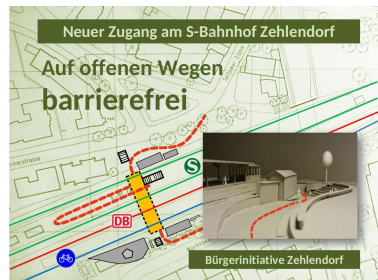 Neuer Zugang am S-Bahnhof Zehlendorf
Auf offenen Wegen
barrierefrei
S
DB
Bürgerinitiative Zehlendorf